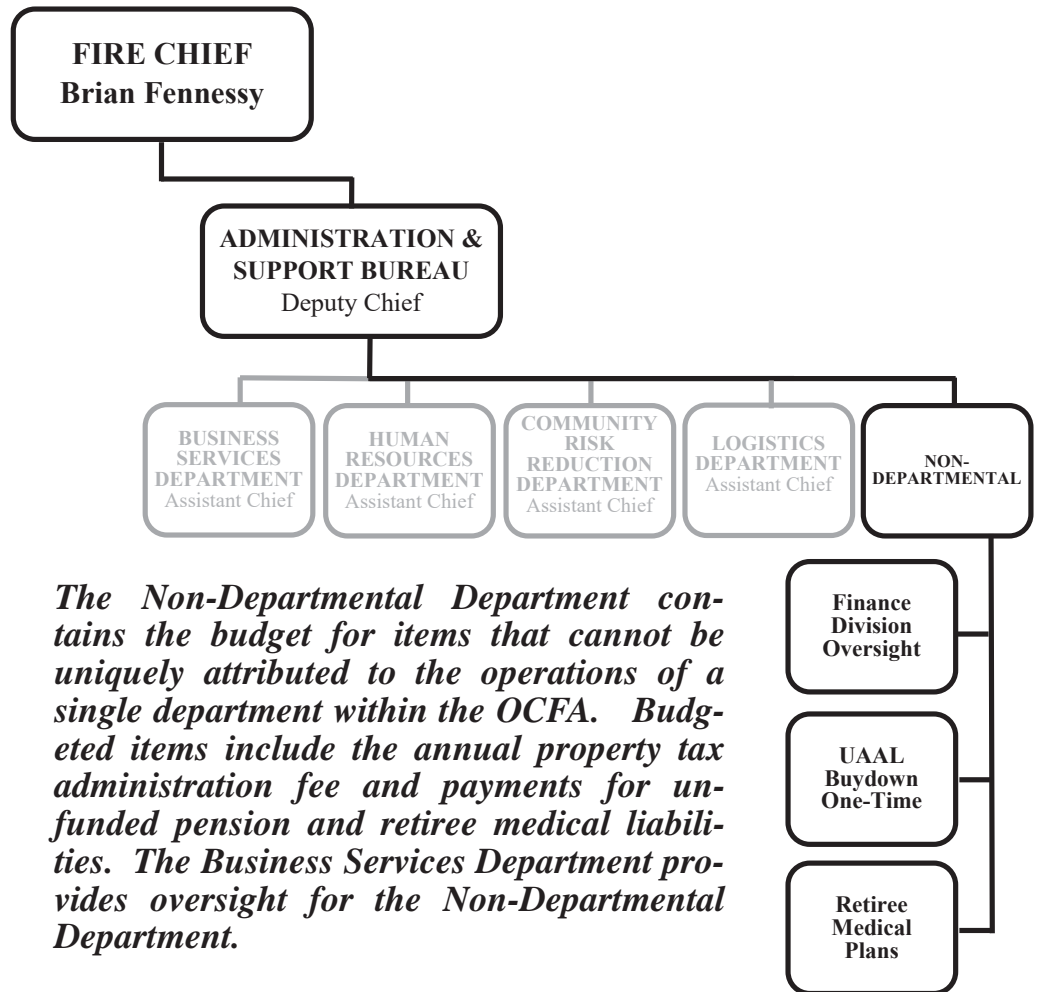 FIRE CHIEF
Brian Fennessy
ADMINISTRATION &
SUPPORT BUREAU
Deputy Chief
BUSINESS
SERVICES
DEPARTMENT
Assistant Chief
HUMAN
RESOURCES
DEPARTMENT
Assistant Chief
COMMUNITY
RISK
REDUCTION
DEPARTMENT
Assistant Chief
LOGISTICS
DEPARTMENT
Assistant Chief
NON-
DEPARTMENTAL
The Non-Departmental Department con-
tains the budget for items that cannot be
uniquely attributed to the operations of a
single department within the OCFA. Budg-
eted items include the annual property tax
administration fee and payments for un-
funded pension and retiree medical liabili-
ties. The Business Services Department pro-
vides oversight for the Non-Departmental
Department.
Finance
Division
Oversight
UAAL
Buydown
One-Time
Retiree
Medical
Plans